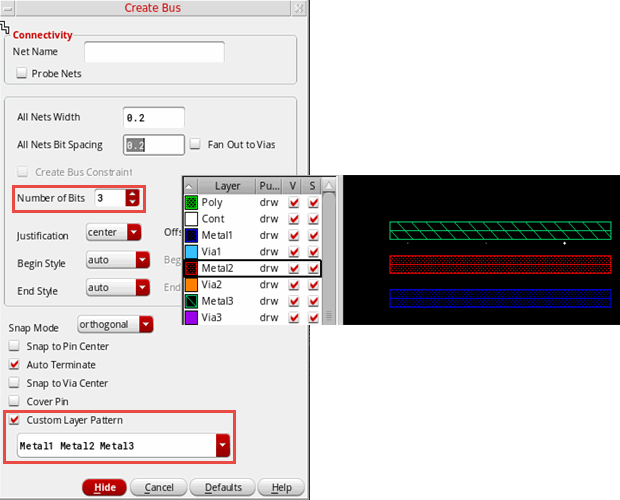 Create Bus
Connectivity
Net Name
Probe Nets
All Nets Width 0.2
All Nets Bit Spacing 0.2 Fan Out to Vias
Create Bus Constraint
Number of Bits 3
Justification center Offs
Begin Style auto Beg
End Style auto End
Snap Mode orthogonal
Snap to Pin Center
Auto Terminate
Snap to Via Center
Cover Pin
Custom Layer Pattern
Metal1 Metal2 Metal3
Hide Cancel Defaults Help
Layer Pu... V S
Poly drw
Cont drw
Metal1 drw
Via1 drw
Metal2 drw
Via2 drw
Metal3 drw
Via3 drw